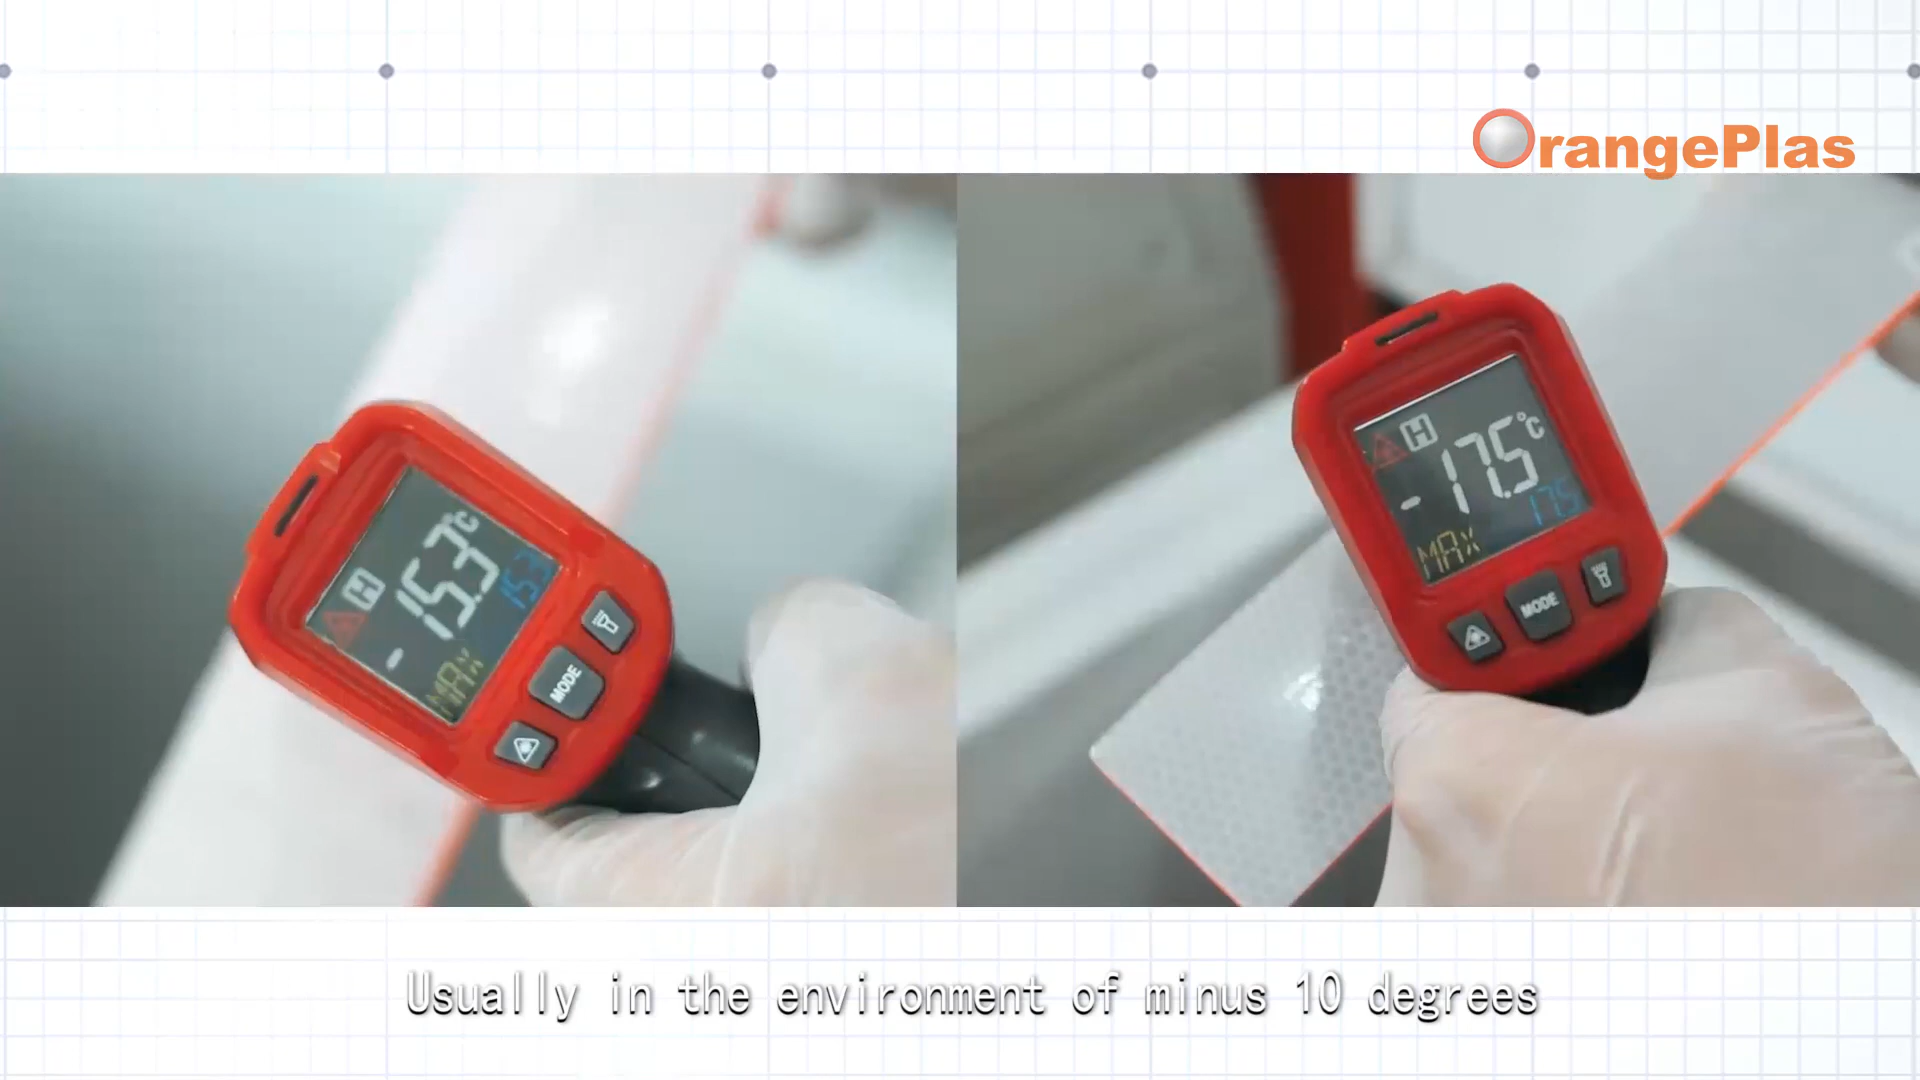 OrangePlas
H
-15.3°C
15.3
MAX
MODE
H
-17.5°C
17.5
MAX
MODE
Usually in the environment of minus 10 degrees